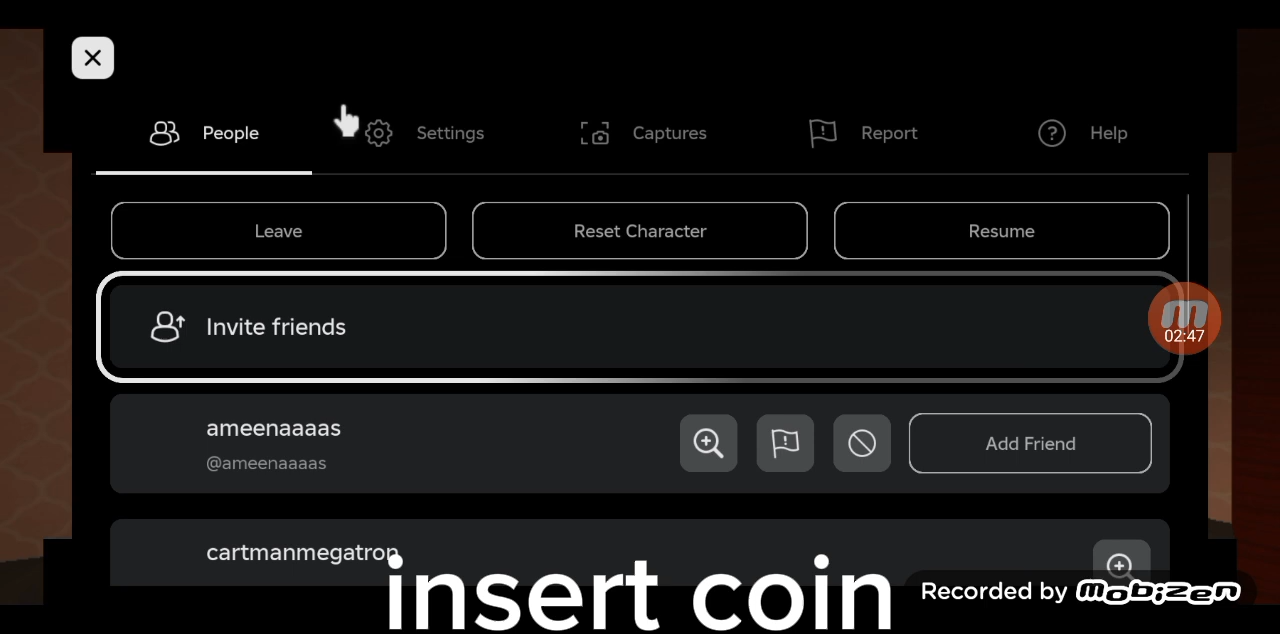 People
Settings
Captures
Report
Help
Leave
Reset Character
Resume
Invite friends
02:47
ameenaaaas
@ameenaaaas
Add Friend
cartmanmegatron
insert coin
Recorded by mobizen